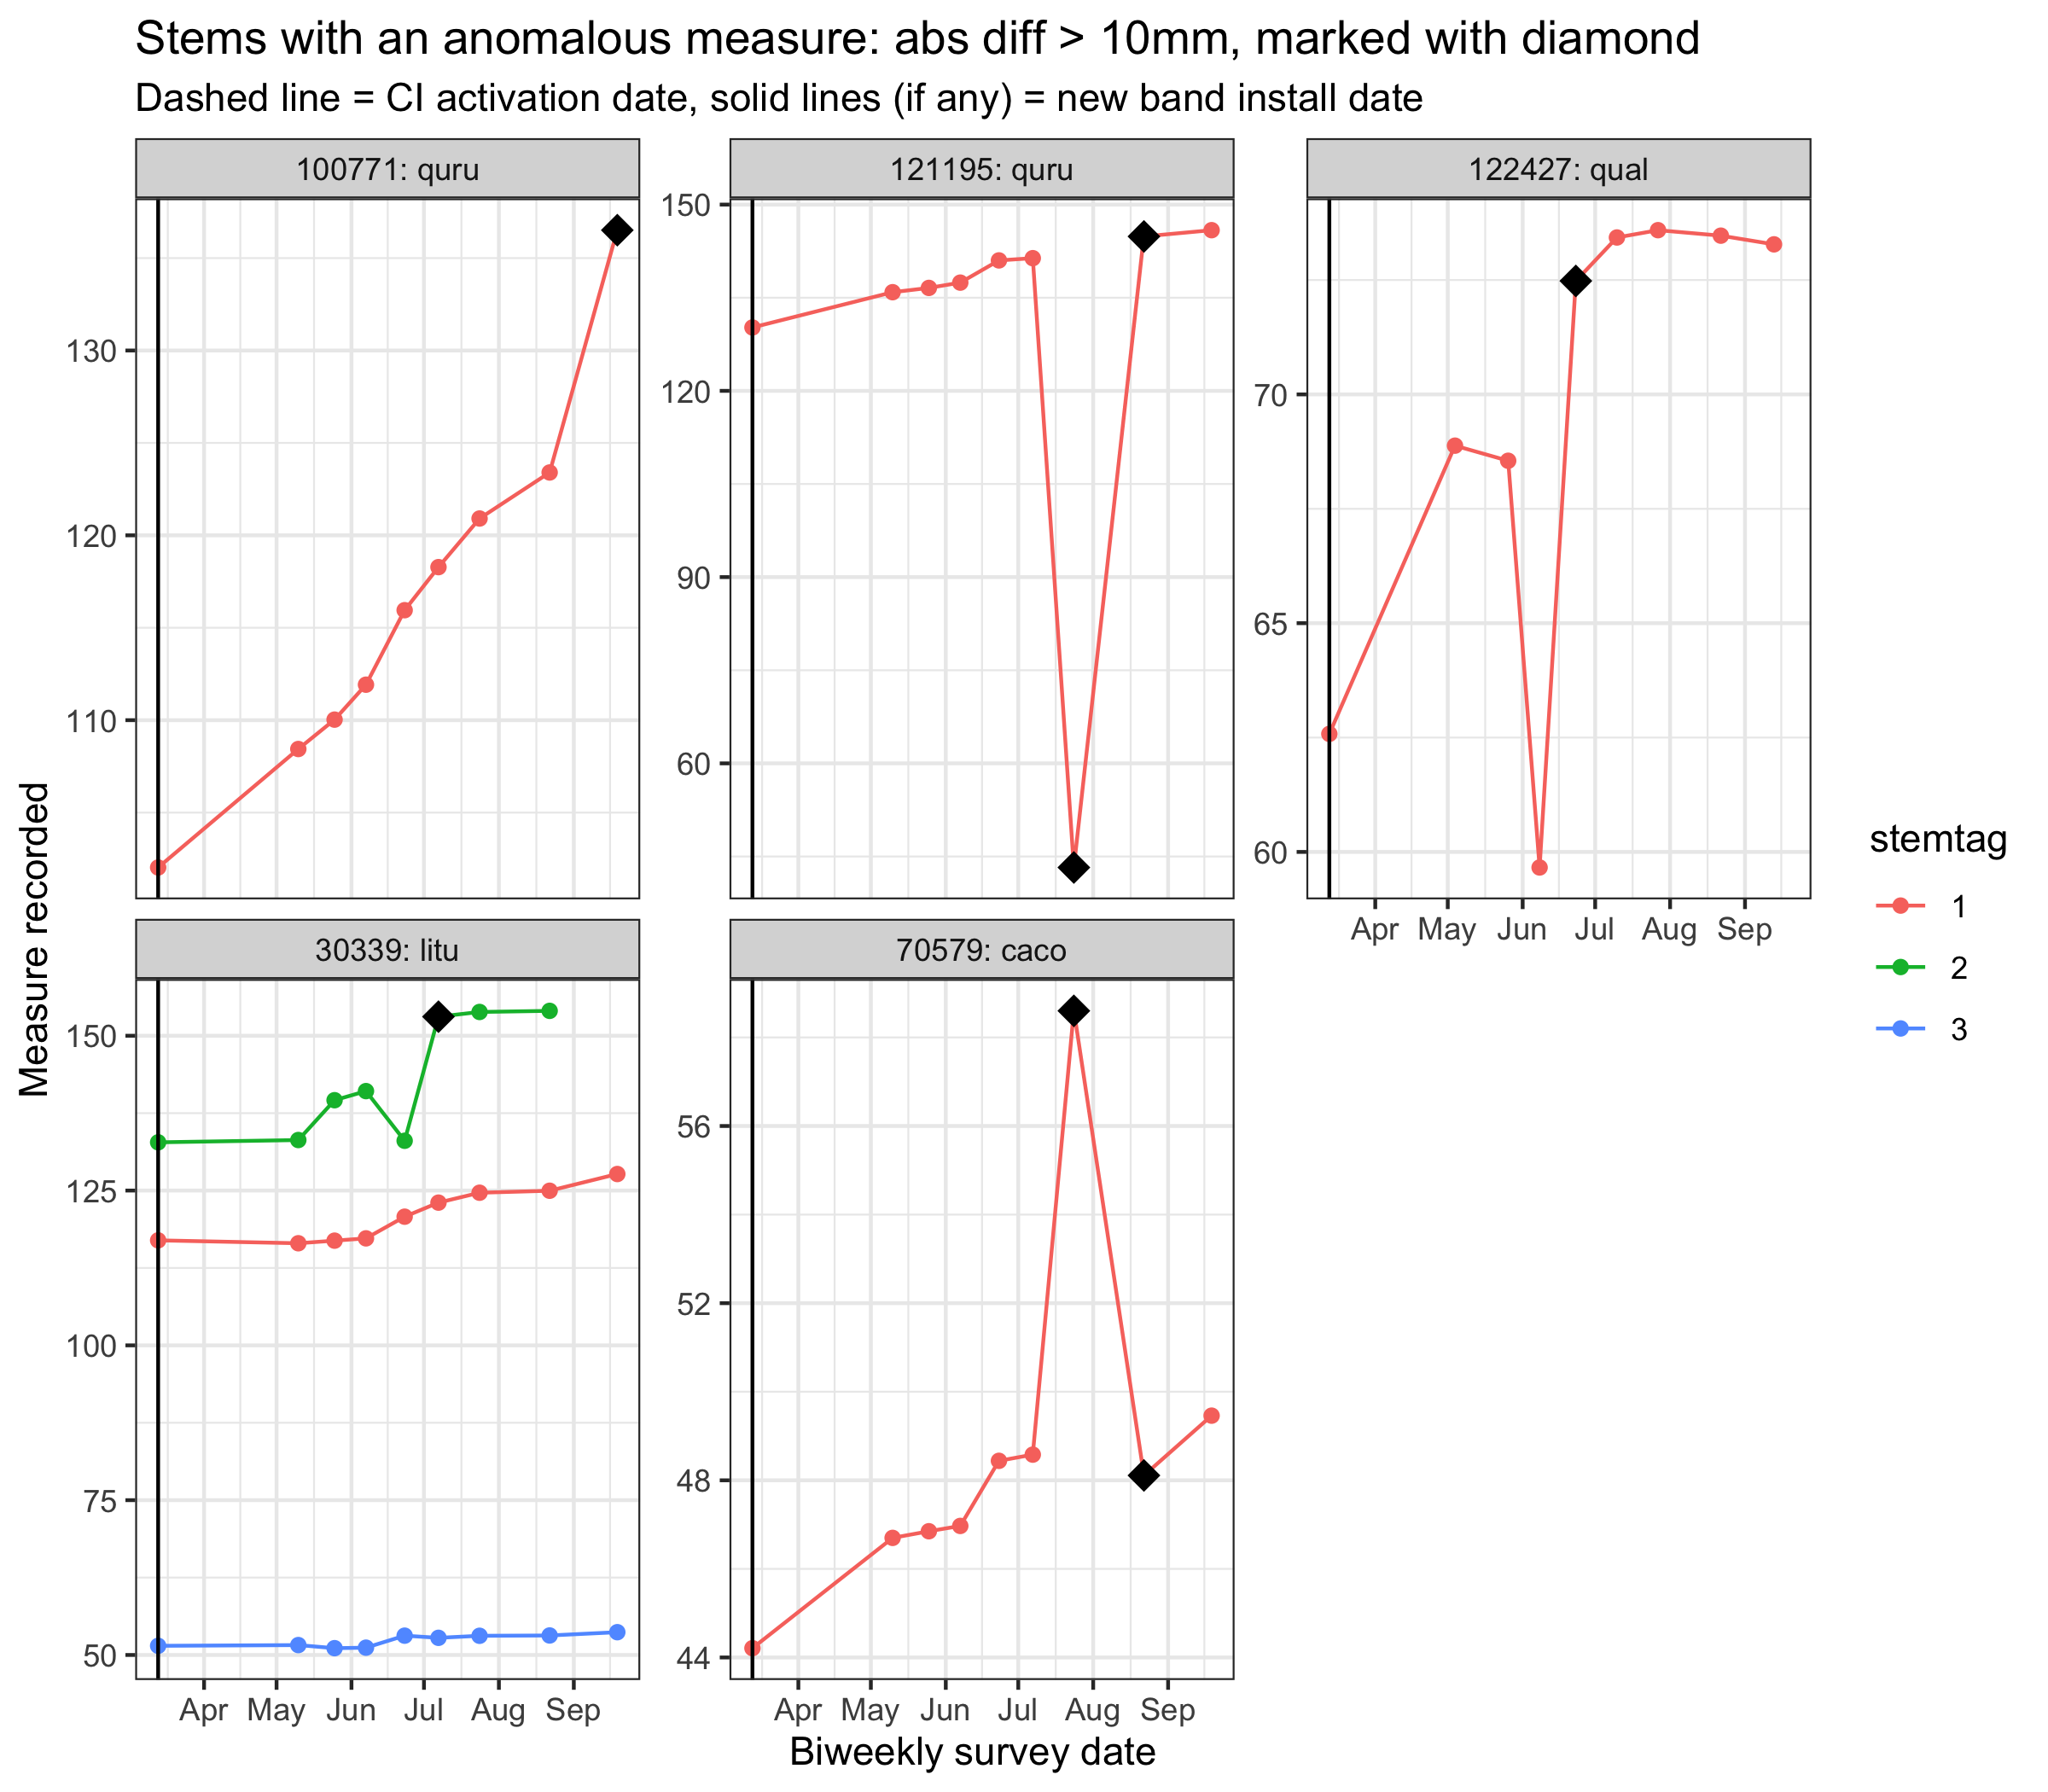 Stems with an anomalous measure: abs diff > 10mm, marked with diamond
Dashed line = CI activation date, solid lines (if any) = new band install date
100771: quru
121195: quru
122427: qual
130
120
110
150
120
90
60
70
65
60
Apr May Jun Jul Aug Sep
30339: litu
70579: caco
150
125
100
75
50
56
52
48
44
Apr May Jun Jul Aug Sep
Apr May Jun Jul Aug Sep
Measure recorded
Biweekly survey date
stemtag
1
2
3